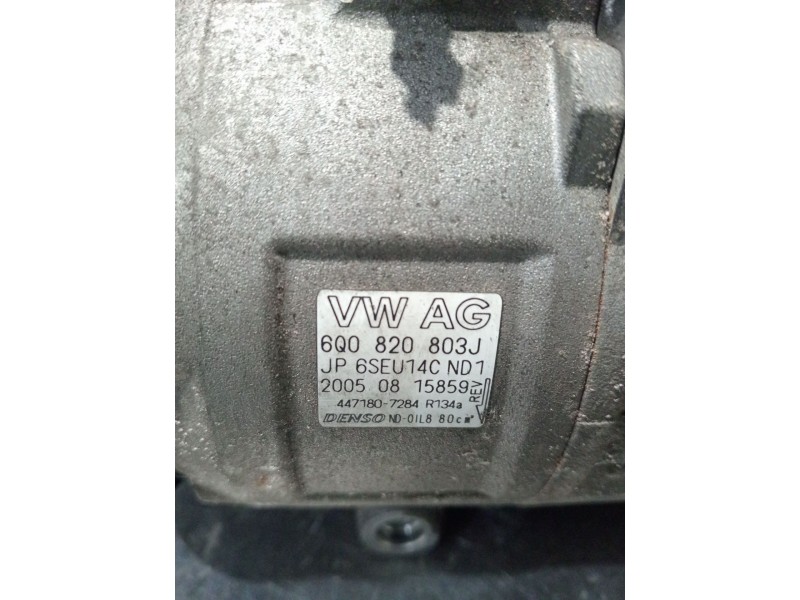 VW AG
6Q0 820 803J
JP 6SEU14C ND1
2005 08 15859
REV
447180-7284 R134a
DENSO ND-OIL8 80cm³